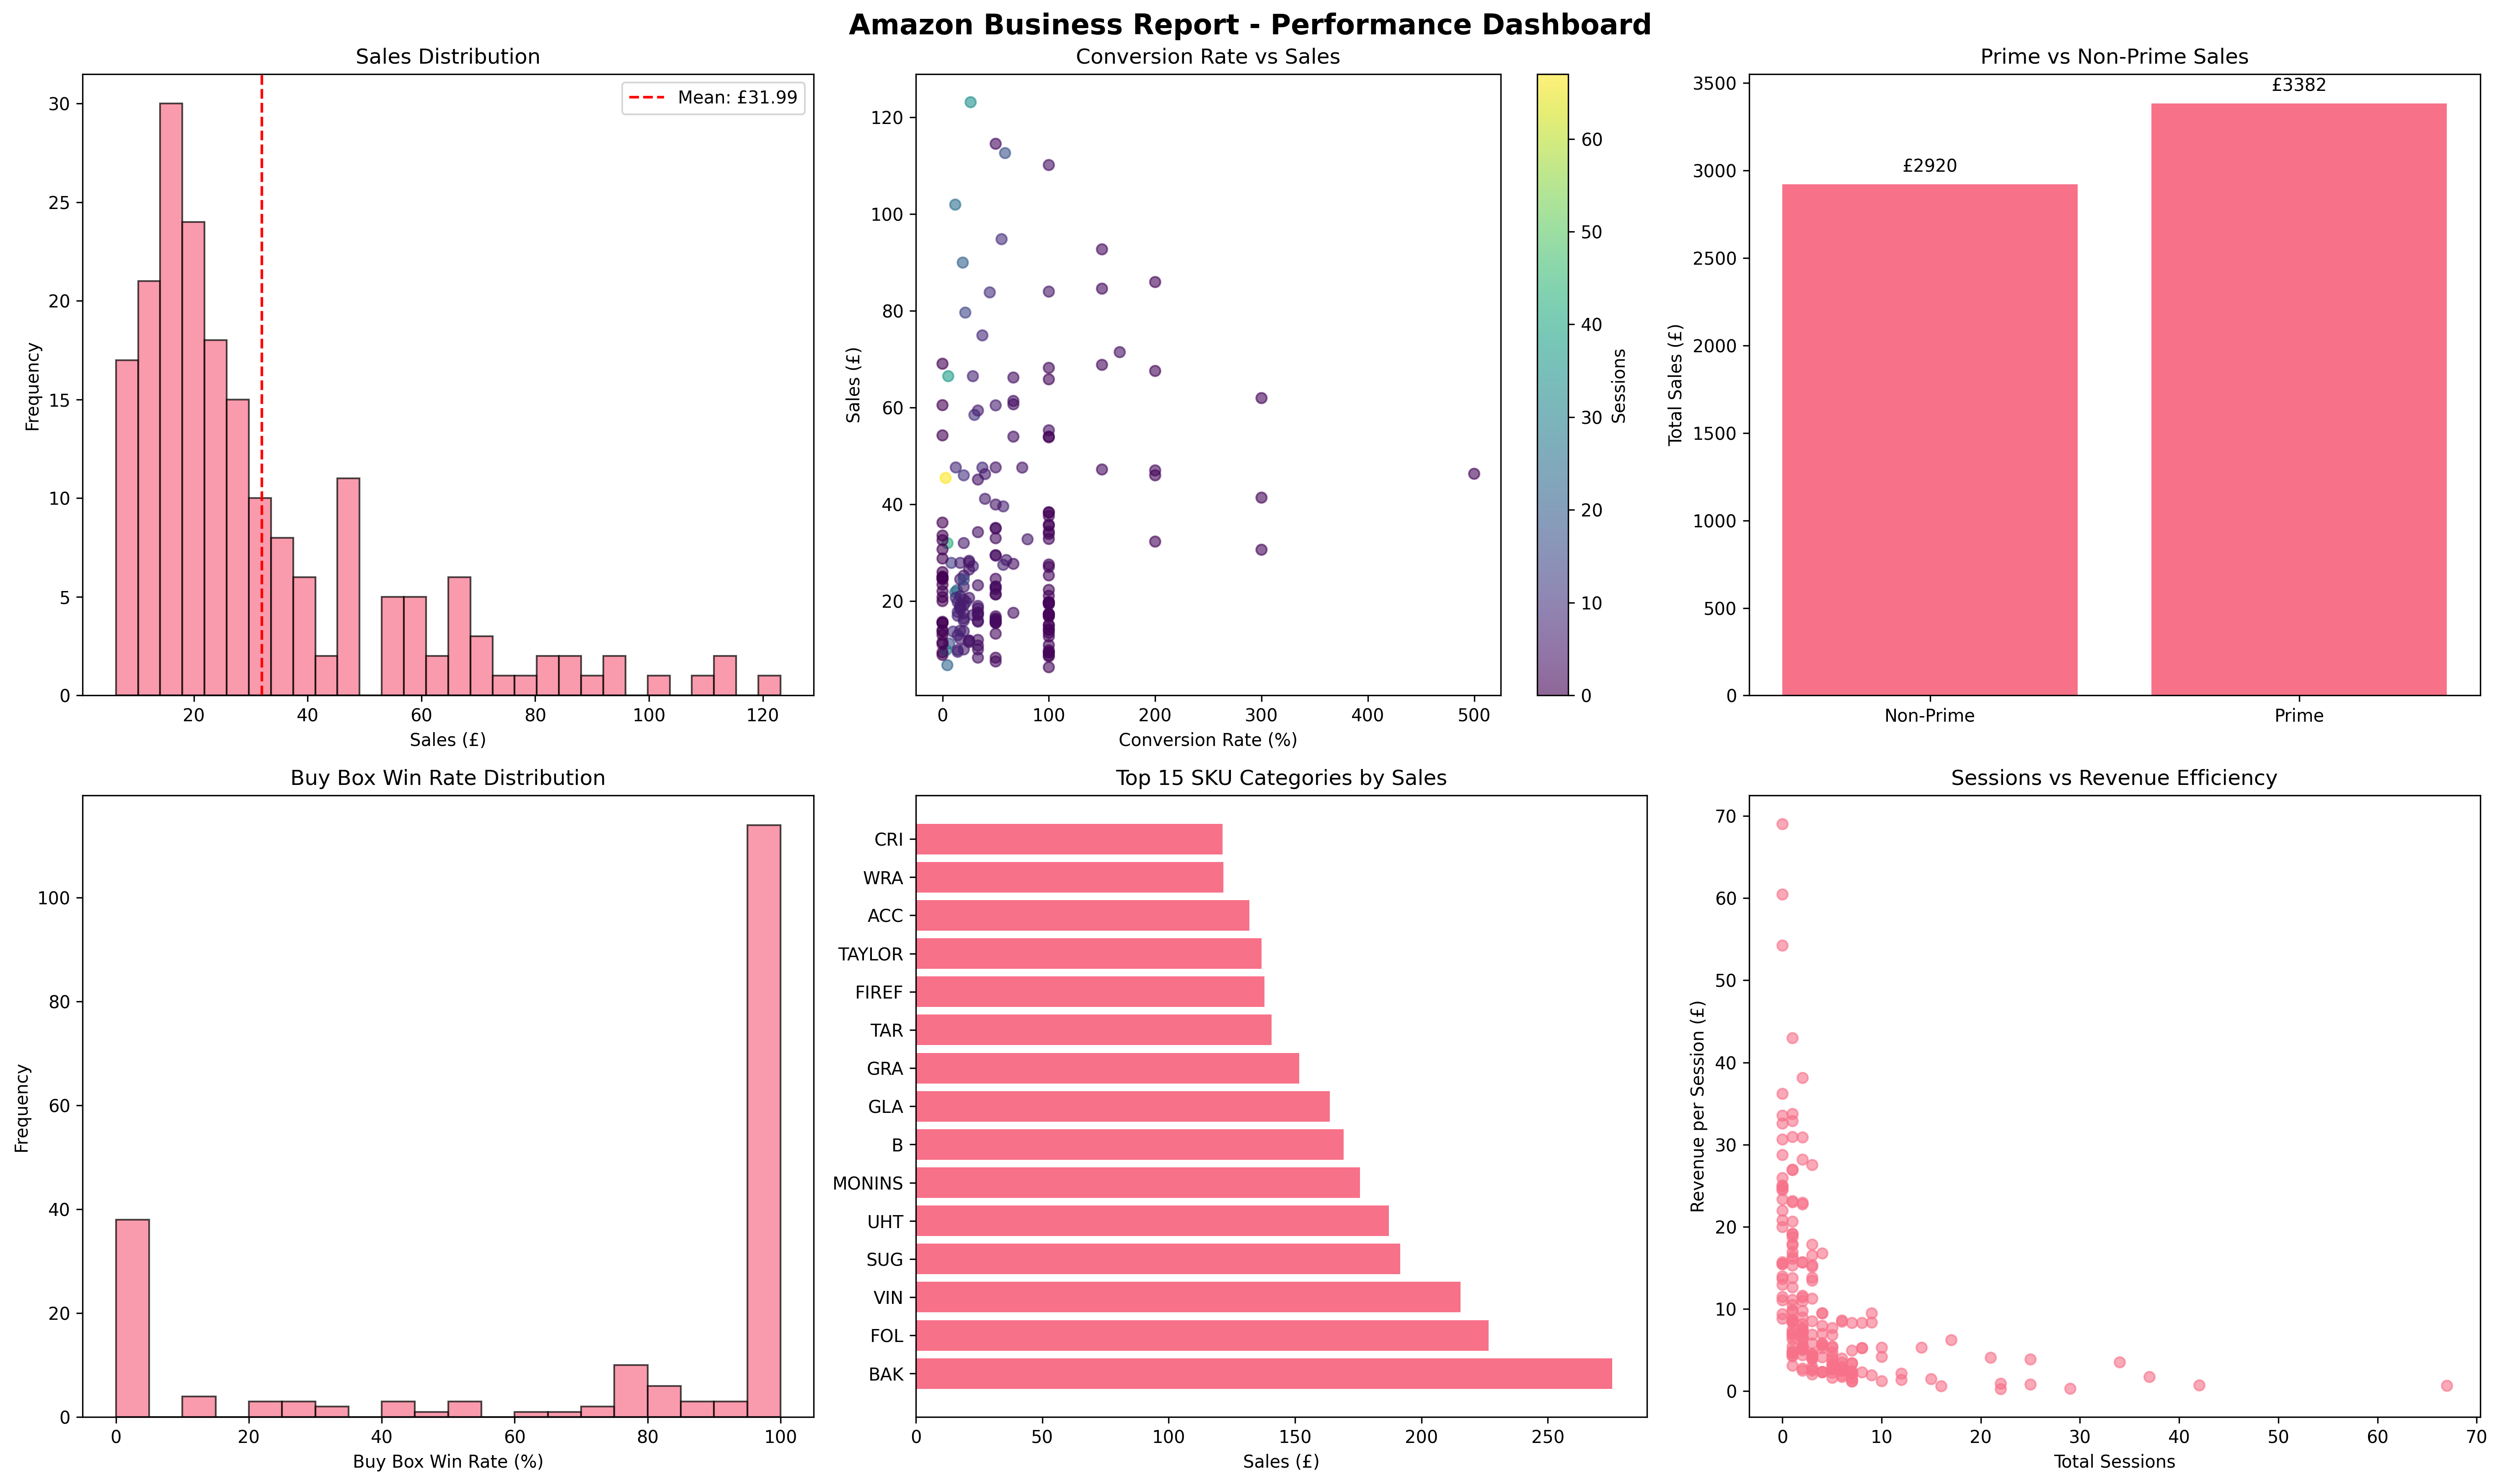 Amazon Business Report - Performance Dashboard
Sales Distribution
Mean: £31.99
30
25
20
15
10
5
0
Frequency
20 40 60 80 100 120
Sales (£)
Conversion Rate vs Sales
120
100
80
60
40
20
Sales (£)
0 100 200 300 400 500
Conversion Rate (%)
60
50
40
30
20
10
0
Sessions
Prime vs Non-Prime Sales
£2920
£3382
3500
3000
2500
2000
1500
1000
500
0
Total Sales (£)
Non-Prime Prime
Buy Box Win Rate Distribution
100
80
60
40
20
0
Frequency
0 20 40 60 80 100
Buy Box Win Rate (%)
Top 15 SKU Categories by Sales
CRI
WRA
ACC
TAYLOR
FIREF
TAR
GRA
GLA
B
MONINS
UHT
SUG
VIN
FOL
BAK
0 50 100 150 200 250
Sales (£)
Sessions vs Revenue Efficiency
70
60
50
40
30
20
10
0
Revenue per Session (£)
0 10 20 30 40 50 60 70
Total Sessions